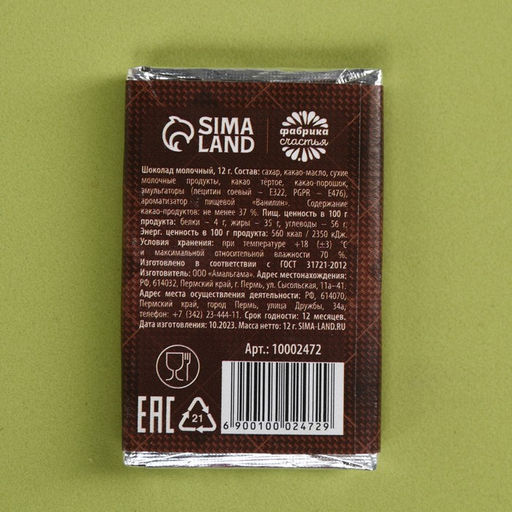 SIMA
LAND
фабрика
счастья
Шоколад молочный, 12 г. Состав: сахар, какао-масло, сухие
молочные продукты, какао тёртое, какао-порошок,
эмульгаторы (лецитин соевый – E322, PGPR – E476),
ароматизатор пищевой «Ванилин». Содержание
какао-продуктов: не менее 37 %. Пищ. ценность в 100 г
продукта: белки – 4 г, жиры – 35 г, углеводы – 56 г;
Энерг. ценность в 100 г продукта: 560 ккал / 2350 кДж.
Условия хранения: при температуре +18 (±3) °С
и максимальной относительной влажности 70 %.
Изготовлено в соответствии с ГОСТ 31721-2012
Изготовитель: ООО «Амальгама». Адрес местонахождения:
РФ, 614032, Пермский край, г. Пермь, ул. Сысольская, 11а–41.
Адрес места осуществления деятельности: РФ, 614070,
Пермский край, город Пермь, улица Дружбы, 34а,
телефон: +7 (342) 23-444-11. Срок годности: 12 месяцев.
Дата изготовления: 10.2023. Масса нетто: 12 г. SIMA-LAND.RU
Арт.: 10002472
EAC
21
6 900100 024729